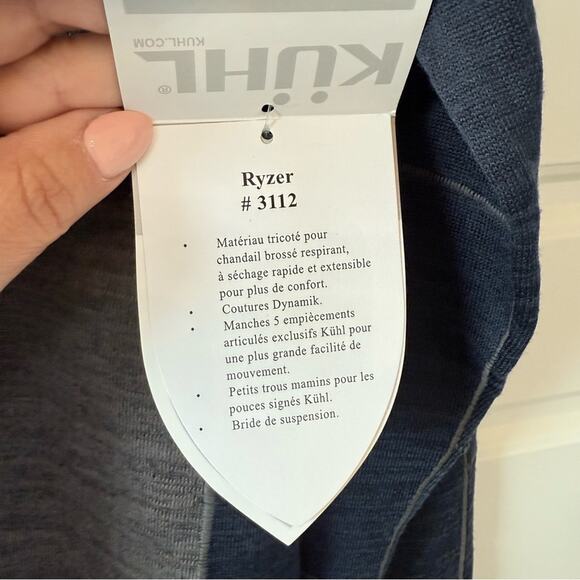 KÜHL®
KUHL.COM
Ryzer
# 3112
• Matériau tricoté pour
chandail brossé respirant,
à séchage rapide et extensible
pour plus de confort.
• Coutures Dynamik.
• Manches 5 empiècements
articulés exclusifs Kühl pour
une plus grande facilité de
mouvement.
• Petits trous mamins pour les
pouces signés Kühl.
• Bride de suspension.